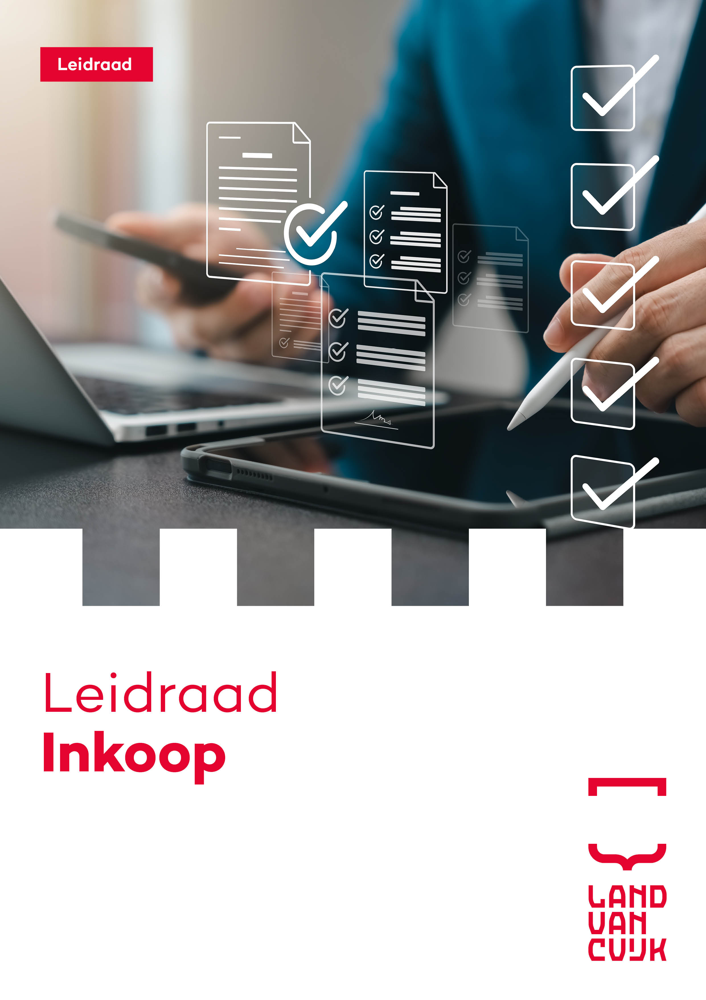 Leidraad
Leidraad
Inkoop
LAND
VAN
CUIJK